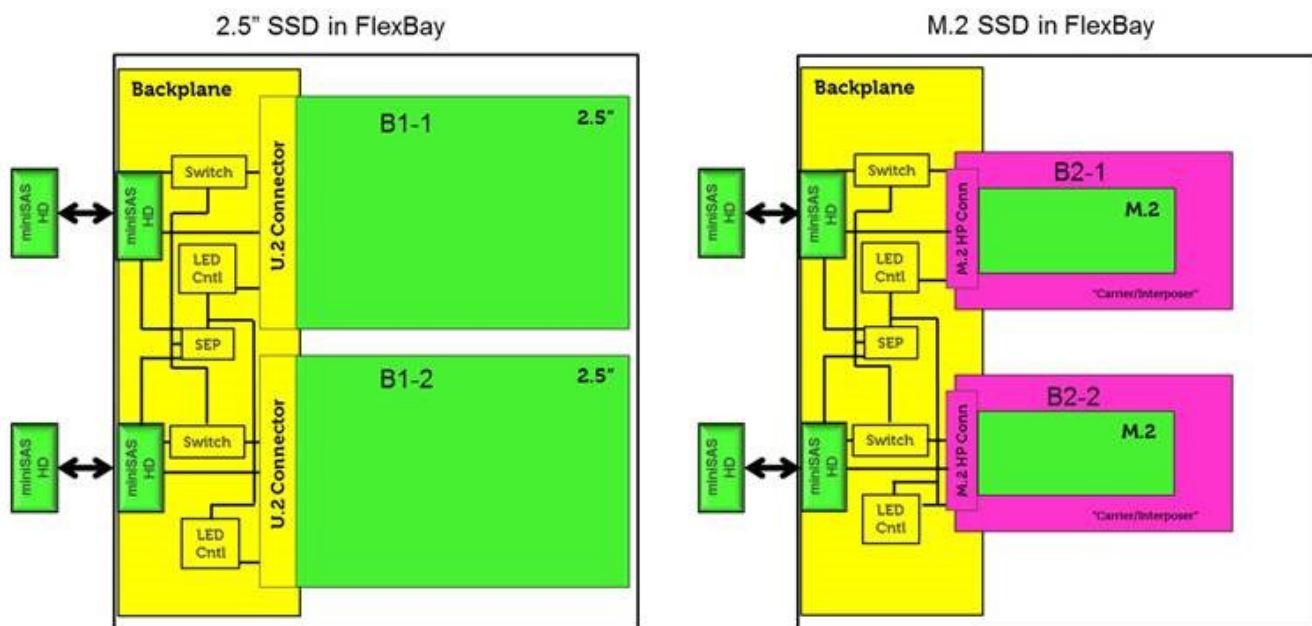 2.5” SSD in FlexBay
Backplane
B1-1
2.5”
U.2 Connector
Switch
miniSAS
HD
miniSAS
HD
LED
Cntl
SEP
B1-2
2.5”
U.2 Connector
Switch
miniSAS
HD
miniSAS
HD
LED
Cntl
M.2 SSD in FlexBay
Backplane
B2-1
M.2
M.2 HP Conn
"Carrier/Interposer"
Switch
miniSAS
HD
miniSAS
HD
LED
Cntl
SEP
B2-2
M.2
M.2 HP Conn
"Carrier/Interposer"
Switch
miniSAS
HD
miniSAS
HD
LED
Cntl